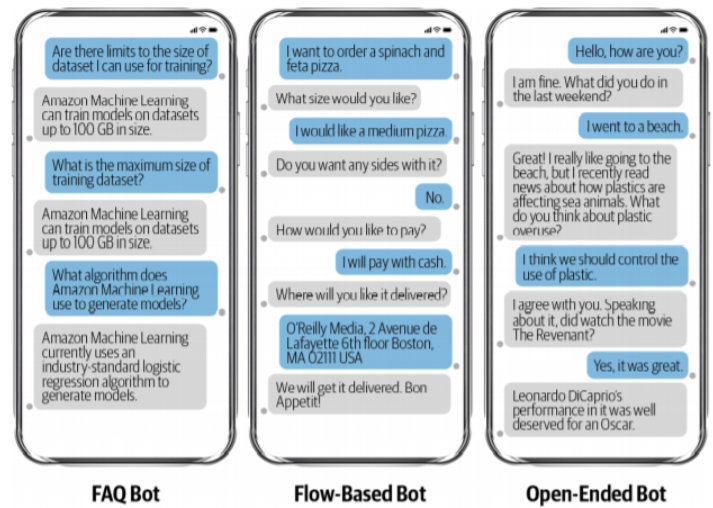 Are there limits to the size of
dataset I can use for training?
Amazon Machine Learning
can train models on datasets
up to 100 GB in size.
What is the maximum size of
training dataset?
Amazon Machine Learning
can train models on datasets
up to 100 GB in size.
What algorithm does
Amazon Machine Learning
use to generate models?
Amazon Machine Learning
currently uses an
industry-standard logistic
regression algorithm to
generate models.
FAQ Bot
I want to order a spinach and
feta pizza.
What size would you like?
I would like a medium pizza.
Do you want any sides with it?
No.
How would you like to pay?
I will pay with cash.
Where will you like it delivered?
O'Reilly Media, 2 Avenue de
Lafayette 6th floor Boston,
MA 02111 USA
We will get it delivered. Bon
Appetit!
Flow-Based Bot
Hello, how are you?
I am fine. What did you do in
the last weekend?
I went to a beach.
Great! I really like going to the
beach, but I recently read
news about how plastics are
affecting sea animals. What
do you think about plastic
overuse?
I think we should control the
use of plastic.
I agree with you. Speaking
about it, did watch the movie
The Revenant?
Yes, it was great.
Leonardo DiCaprio's
performance in it was well
deserved for an Oscar.
Open-Ended Bot